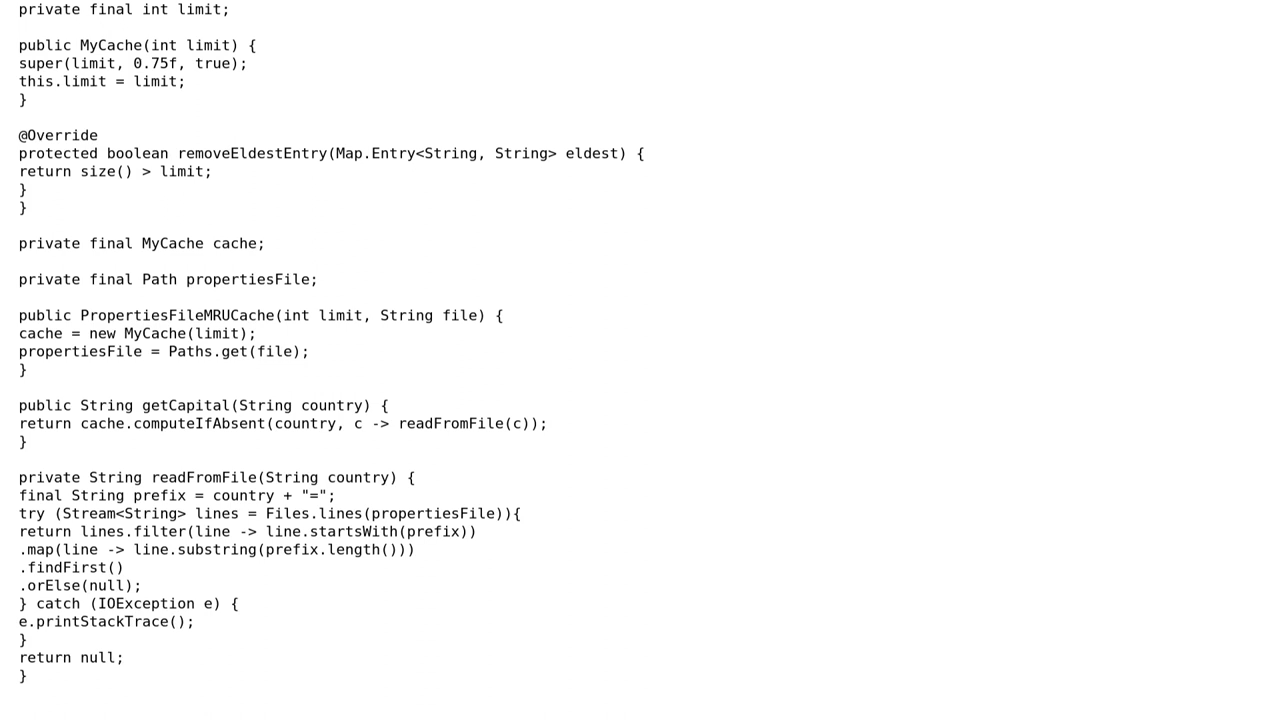 private final int limit;

public MyCache(int limit) {
super(limit, 0.75f, true);
this.limit = limit;
}

@Override
protected boolean removeEldestEntry(Map.Entry<String, String> eldest) {
return size() > limit;
}
}

private final MyCache cache;

private final Path propertiesFile;

public PropertiesFileMRUCache(int limit, String file) {
cache = new MyCache(limit);
propertiesFile = Paths.get(file);
}

public String getCapital(String country) {
return cache.computeIfAbsent(country, c -> readFromFile(c));
}

private String readFromFile(String country) {
final String prefix = country + "=";
try (Stream<String> lines = Files.lines(propertiesFile)){
return lines.filter(line -> line.startsWith(prefix))
.map(line -> line.substring(prefix.length()))
.findFirst()
.orElse(null);
} catch (IOException e) {
e.printStackTrace();
}
return null;
}